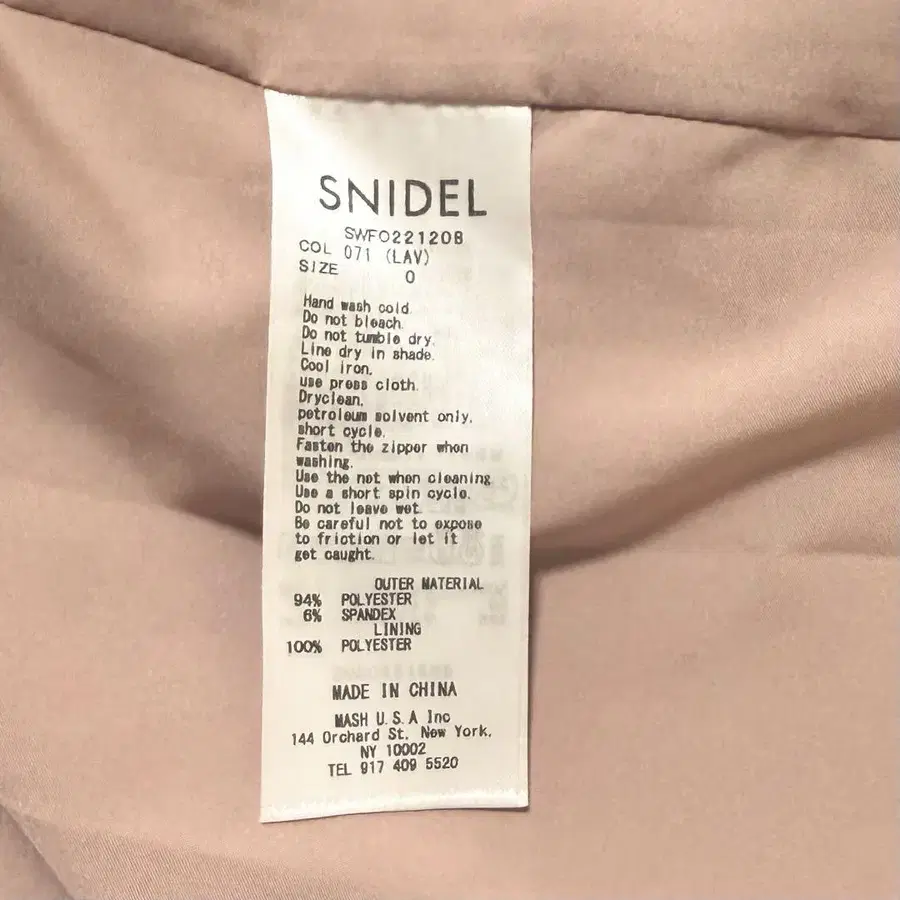 SNIDEL
SWFO221208
COL 071 (LAV)
SIZE 0
Hand wash cold.
Do not bleach.
Do not tumble dry.
Line dry in shade.
Cool iron.
use press cloth.
Dryclean.
petroleum solvent only.
short cycle.
Fasten the zipper when
washing.
Use the net when cleaning
Use a short spin cycle.
Do not leave wet.
Be careful not to expose
to friction or let it
get caught.
OUTER MATERIAL
94% POLYESTER
6% SPANDEX
LINING
100% POLYESTER
MADE IN CHINA
MASH U.S.A Inc
144 Orchard St. New York,
NY 10002
TEL 917 409 5520